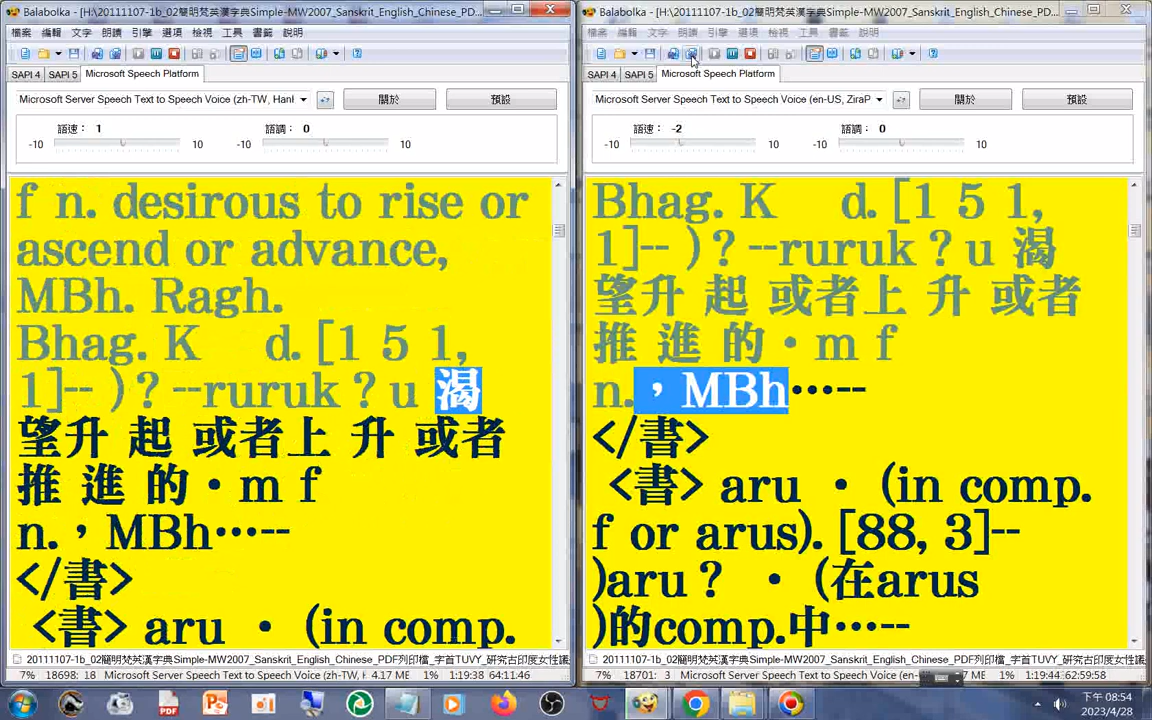 Balabolka - [H:\20111107-1b_02簡明梵英漢字典Simple-MW2007_Sanskrit_English_Chinese_PD...
檔案 編輯 文字 朗讀 引擎 選項 檢視 工具 書籤 說明
SAPI 4 SAPI 5 Microsoft Speech Platform
Microsoft Server Speech Text to Speech Voice (zh-TW, Hanl 關於 預設
語速: 1 語調: 0
-10 10 -10 10
f n. desirous to rise or
ascend or advance,
MBh. Ragh.
Bhag. K d. [1 5 1,
1]-- )? --ruruk?u 渴
望升 起 或者上 升 或者
推 進 的·m f
n.,MBh…--
</書>
<書> aru · (in comp.
20111107-1b_02簡明梵英漢字典Simple-MW2007_Sanskrit_English_Chinese_PDF列印檔_字首TUVY_研究古印度女性議
7% 18698: 18 Microsoft Server Speech Text to Speech Voice (zh-TW, H 4.17 ME 1% 1:19:38 64:11:46
Balabolka - [H:\20111107-1b_02簡明梵英漢字典Simple-MW2007_Sanskrit_English_Chinese_PD...
檔案 編輯 文字 朗讀 引擎 選項 檢視 工具 書籤 說明
SAPI 4 SAPI 5 Microsoft Speech Platform
Microsoft Server Speech Text to Speech Voice (en-US, ZiraP 關於 預設
語速: -2 語調: 0
-10 10 -10 10
Bhag. K d. [1 5 1,
1]-- )? --ruruk?u 渴
望升 起 或者上 升 或者
推 進 的·m f
n.,MBh…--
</書>
<書> aru · (in comp.
f or arus). [88, 3]--
)aru? · (在arus
)的comp.中…--
20111107-1b_02簡明梵英漢字典Simple-MW2007_Sanskrit_English_Chinese_PDF列印檔_字首TUVY_研究古印度女性議
7% 18701: 3 Microsoft Server Speech Text to Speech Voice 1% 1:19:44 62:59:58
PDF
下午 08:54
2023/4/28